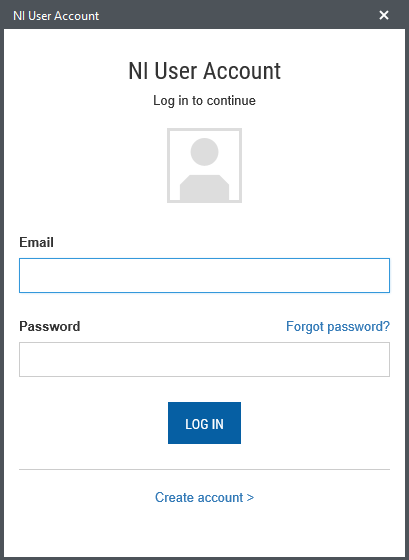 NI User Account
NI User Account
Log in to continue
Email
Password Forgot password?
LOG IN
Create account >